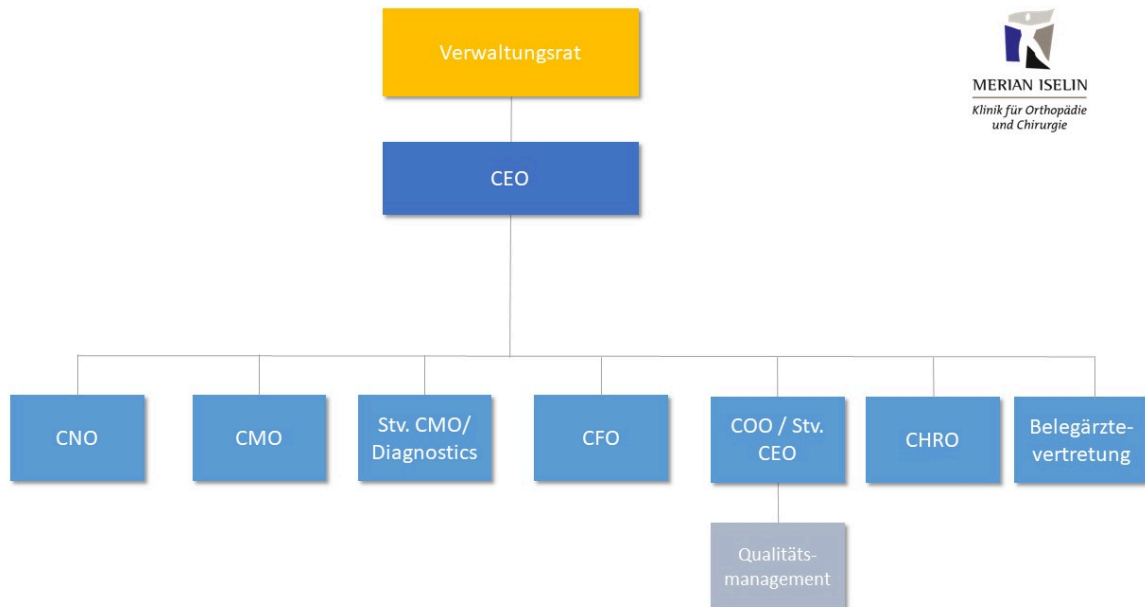 Verwaltungsrat
MERIAN ISELIN
Klinik für Orthopädie
und Chirurgie
CEO
CNO
CMO
Stv. CMO/
Diagnostics
CFO
COO / Stv.
CEO
CHRO
Belegärzte-
vertretung
Qualitäts-
management